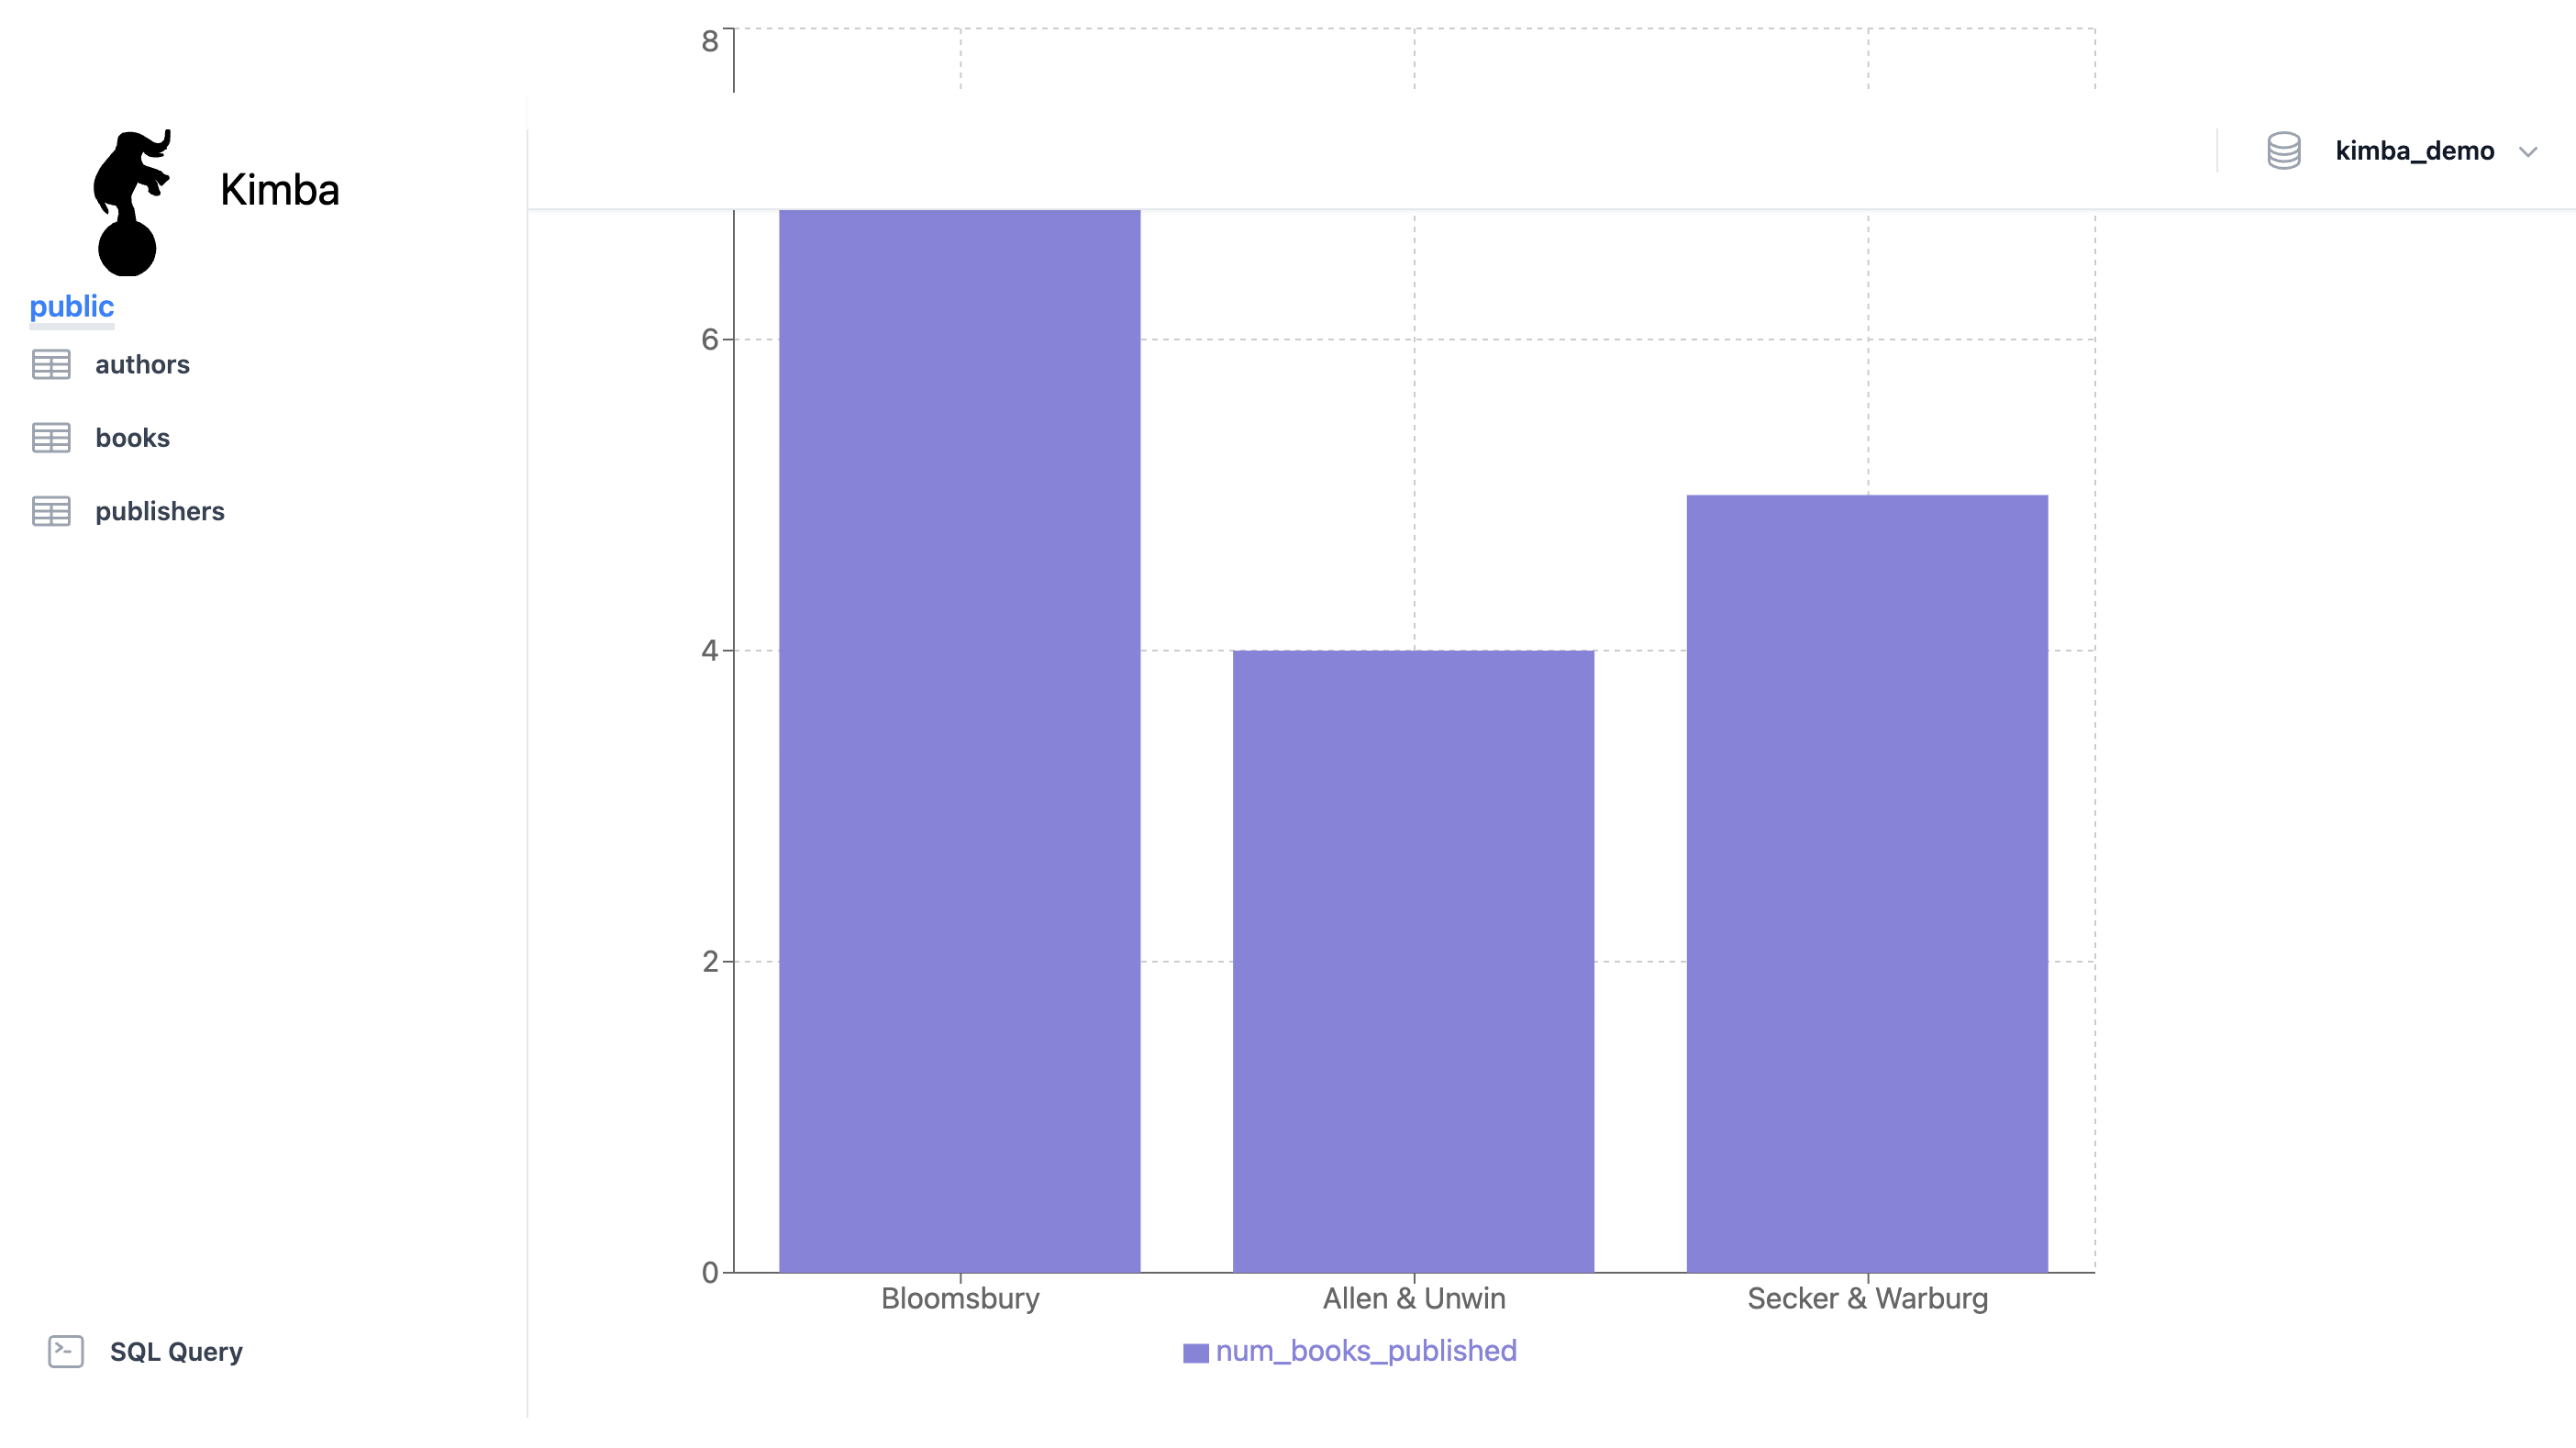 Kimba
public
authors
books
publishers
SQL Query
kimba_demo
8
6
4
2
0
Bloomsbury
Allen & Unwin
Secker & Warburg
num_books_published